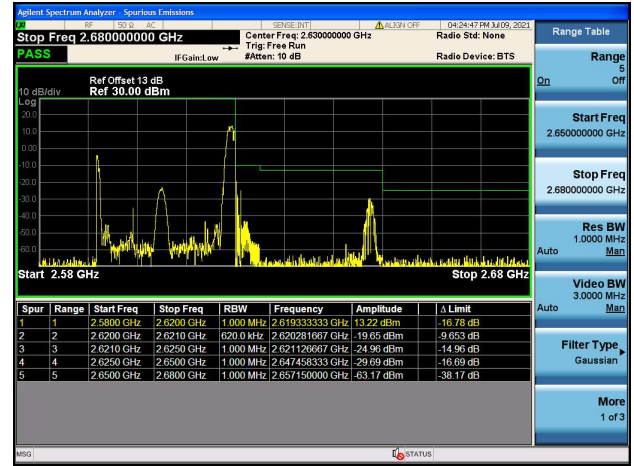 Agilent Spectrum Analyzer - Spurious Emissions
RF 50 Ω AC SENSE:INT ALIGN OFF 04:24:47 PM Jul 09, 2021
Stop Freq 2.680000000 GHz Center Freq: 2.630000000 GHz Radio Std: None
Trig: Free Run
PASS IFGain:Low #Atten: 10 dB Radio Device: BTS
Ref Offset 13 dB
10 dB/div Ref 30.00 dBm
Log
20.0
10.0
0.00
-10.0
-20.0
-30.0
-40.0
-50.0
-60.0
Start 2.58 GHz Stop 2.68 GHz
Spur Range Start Freq Stop Freq RBW Frequency Amplitude Δ Limit
1 1 2.5800 GHz 2.6200 GHz 1.000 MHz 2.619333333 GHz 13.22 dBm -16.78 dB
2 2 2.6200 GHz 2.6210 GHz 620.0 kHz 2.620281667 GHz -19.65 dBm -9.653 dB
3 3 2.6210 GHz 2.6250 GHz 1.000 MHz 2.621126667 GHz -24.96 dBm -14.96 dB
4 4 2.6250 GHz 2.6500 GHz 1.000 MHz 2.647458333 GHz -29.69 dBm -16.69 dB
5 5 2.6500 GHz 2.6800 GHz 1.000 MHz 2.657150000 GHz -63.17 dBm -38.17 dB
MSG STATUS
Range Table
Range
5
On Off
Start Freq
2.650000000 GHz
Stop Freq
2.680000000 GHz
Res BW
1.0000 MHz
Auto Man
Video BW
3.0000 MHz
Auto Man
Filter Type
Gaussian
More
1 of 3